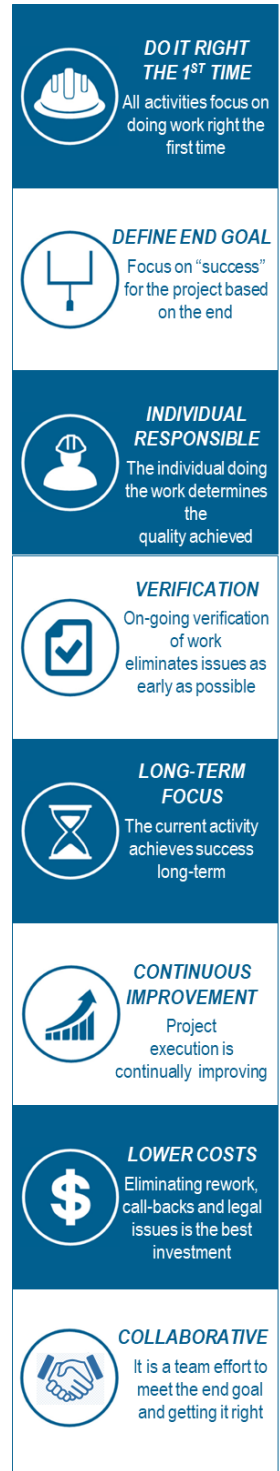 DO IT RIGHT
THE 1ST TIME
All activities focus on
doing work right the
first time
DEFINE END GOAL
Focus on “success”
for the project based
on the end
INDIVIDUAL
RESPONSIBLE
The individual doing
the work determines
the
quality achieved
VERIFICATION
On-going verification
of work
eliminates issues as
early as possible
LONG-TERM
FOCUS
The current activity
achieves success
long-term
CONTINUOUS
IMPROVEMENT
Project
execution is
continually improving
$
LOWER COSTS
Eliminating rework,
call-backs and legal
issues is the best
investment
COLLABORATIVE
It is a team effort to
meet the end goal
and getting it right